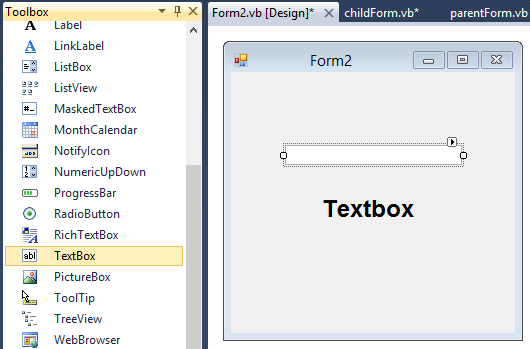 Toolbox
Label
LinkLabel
ListBox
ListView
MaskedTextBox
MonthCalendar
NotifyIcon
NumericUpDown
ProgressBar
RadioButton
RichTextBox
abl TextBox
PictureBox
ToolTip
TreeView
WebBrowser
Form2.vb [Design]* childForm.vb* parentForm.vb
Form2
Textbox